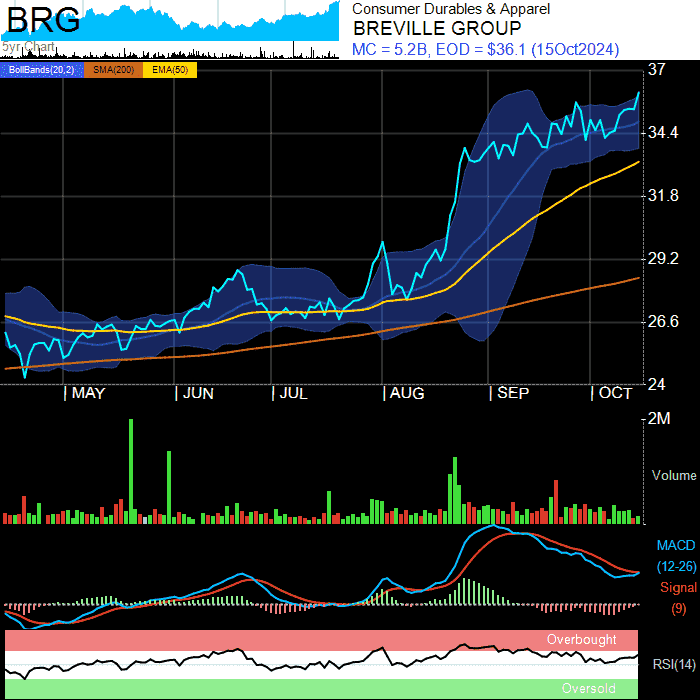 BRG
5yr Chart
Consumer Durables & Apparel
BREVILLE GROUP
MC = 5.2B, EOD = $36.1 (15Oct2024)
BollBands(20,2) SMA(200) EMA(50)
37
34.4
31.8
29.2
26.6
24
MAY JUN JUL AUG SEP OCT
2M
Volume
MACD
(12-26)
Signal
(9)
Overbought
RSI(14)
Oversold